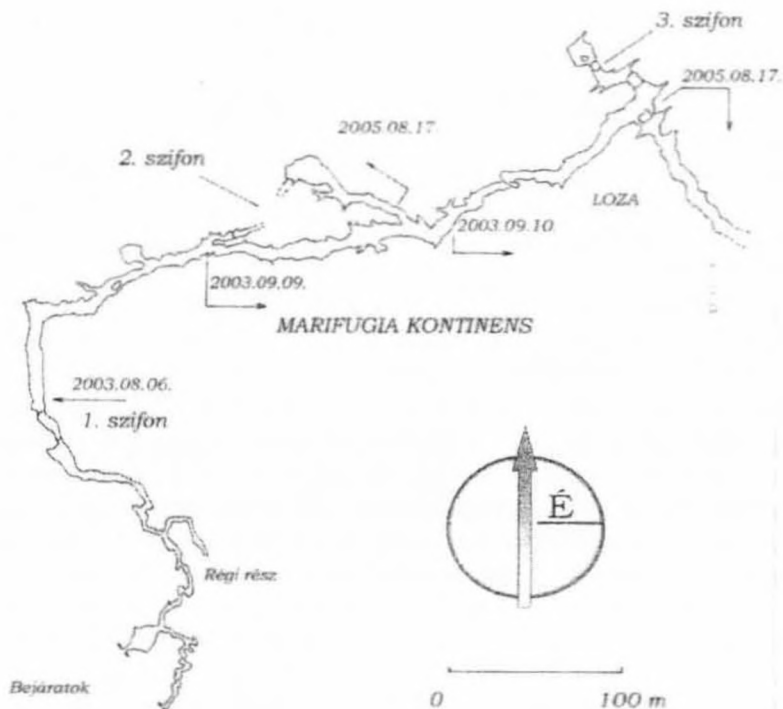 3. szifon
2005.08.17.
2005.08.17.
2. szifon
LOZA
2003.09.10.
2003.09.09.
MARIFUGIA KONTINENS
2003.08.06.
1. szifon
É
Régi rész
Bejáratok
0 100 m